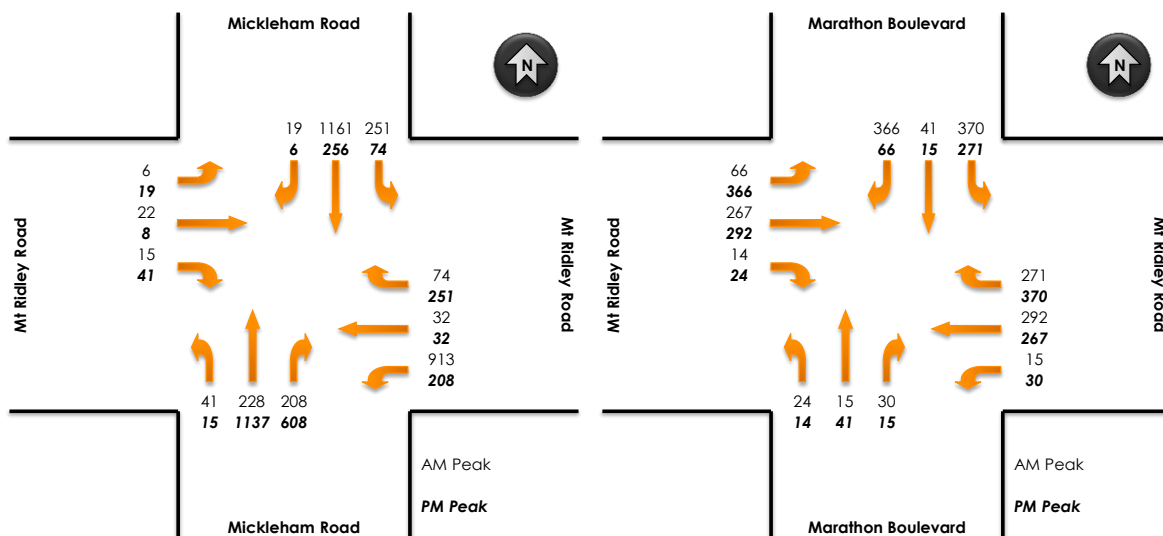 Mickleham Road
N
19 1161 251
6 256 74
6
19
22
8
15
41
Mt Ridley Road
Mt Ridley Road
74
251
32
32
913
208
41 228 208
15 1137 608
AM Peak
PM Peak
Mickleham Road
Marathon Boulevard
N
366 41 370
66 15 271
66
366
267
292
14
24
Mt Ridley Road
Mt Ridley Road
271
370
292
267
15
30
24 15 30
14 41 15
AM Peak
PM Peak
Marathon Boulevard